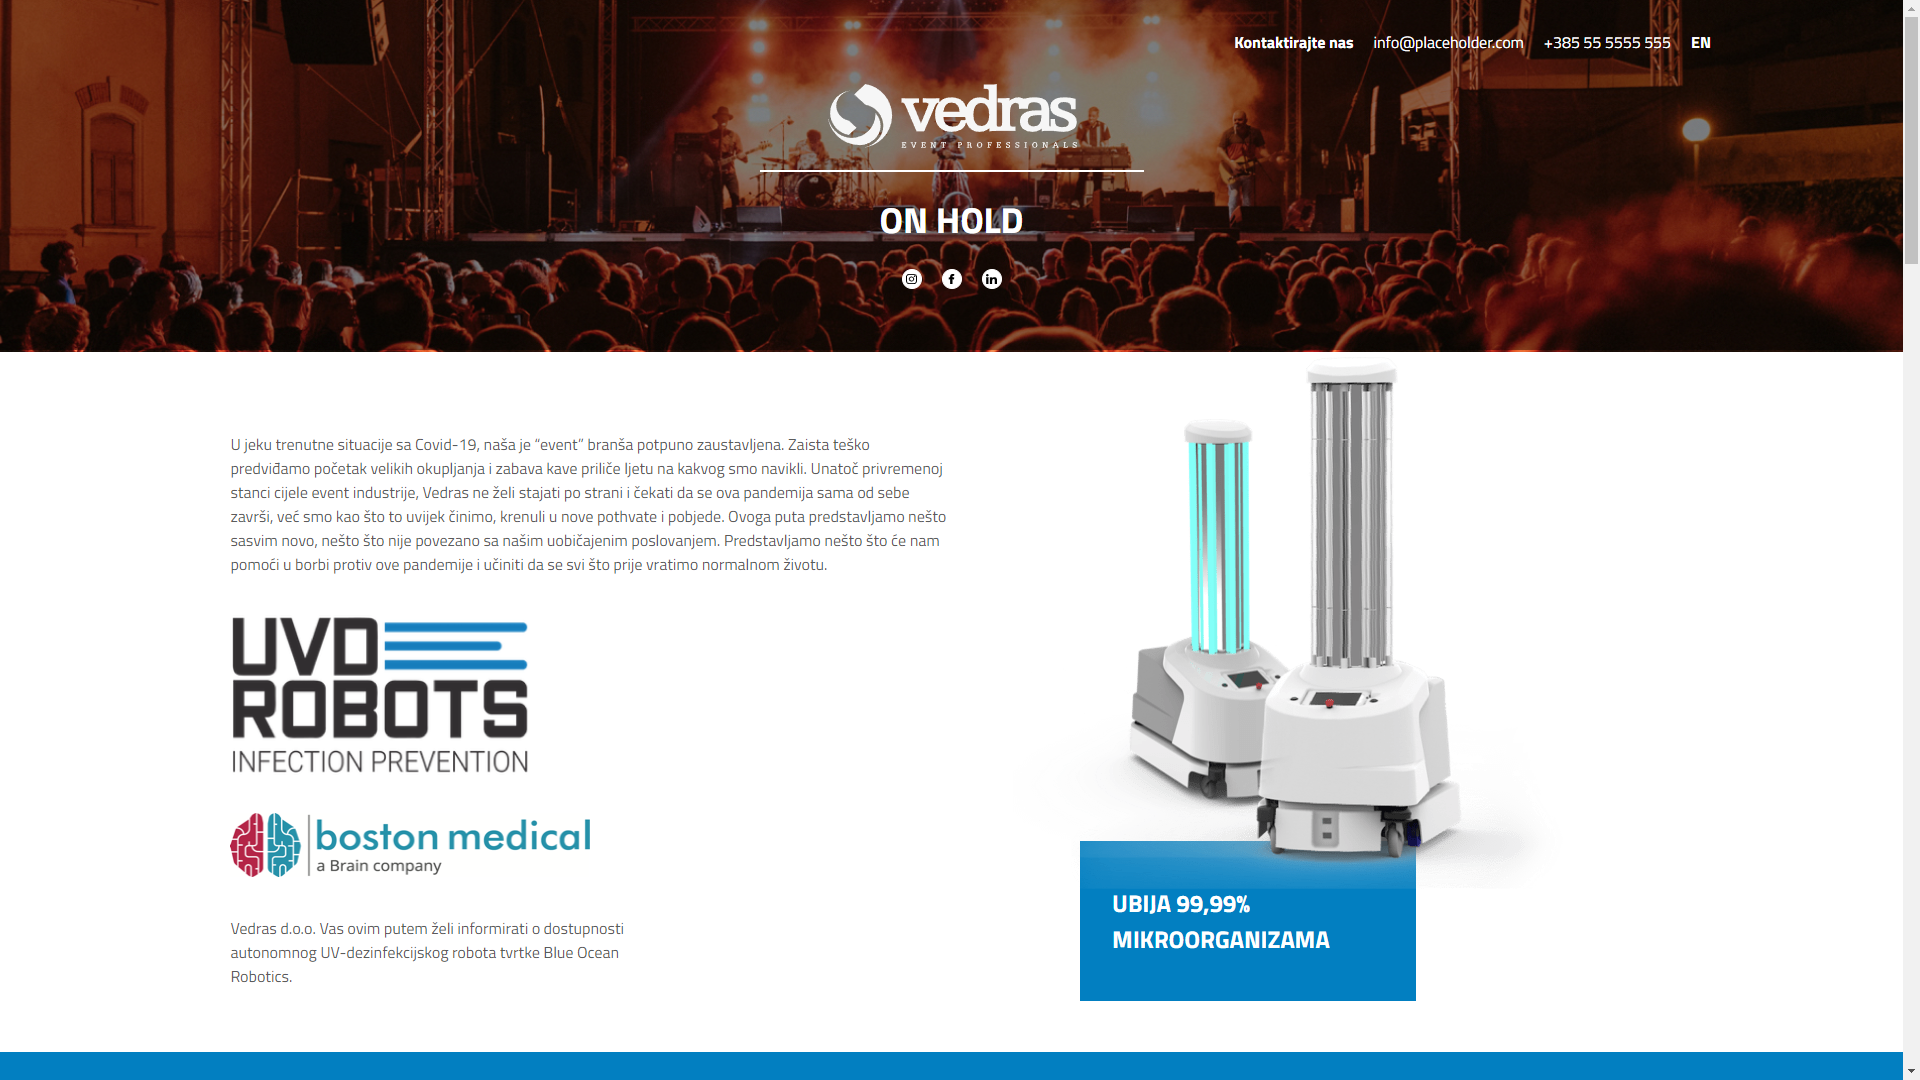 Kontaktirajte nas info@placeholder.com +385 55 5555 555 EN
vedras
EVENT PROFESSIONALS
ON HOLD
U jeku trenutne situacije sa Covid-19, naša je “event” branša potpuno zaustavljena. Zaista teško
predviđamo početak velikih okupljanja i zabava kave priliče ljetu na kakvog smo navikli. Unatoč privremenoj
stanci cijele event industrije, Vedras ne želi stajati po strani i čekati da se ova pandemija sama od sebe
završi, već smo kao što to uvijek činimo, krenuli u nove pothvate i pobjede. Ovoga puta predstavljamo nešto
sasvim novo, nešto što nije povezano sa našim uobičajenim poslovanjem. Predstavljamo nešto što će nam
pomoći u borbi protiv ove pandemije i učiniti da se svi što prije vratimo normalnom životu.
UVD
ROBOTS
INFECTION PREVENTION
boston medical
a Brain company
Vedras d.o.o. Vas ovim putem želi informirati o dostupnosti
autonomnog UV-dezinfekcijskog robota tvrtke Blue Ocean
Robotics.
UBIJA 99,99%
MIKROORGANIZAMA